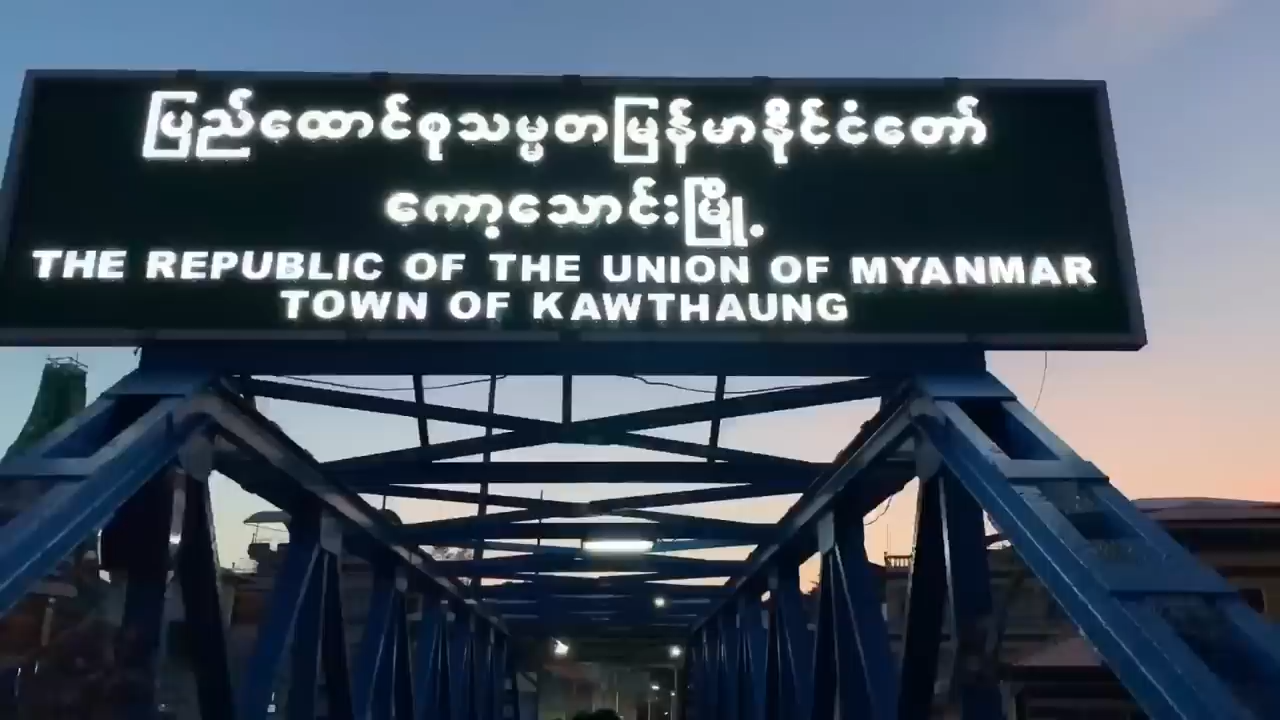 ပြည်ထောင်စုသမ္မတမြန်မာနိုင်ငံတော်
ကော့သောင်းမြို့
THE REPUBLIC OF THE UNION OF MYANMAR
TOWN OF KAWTHAUNG